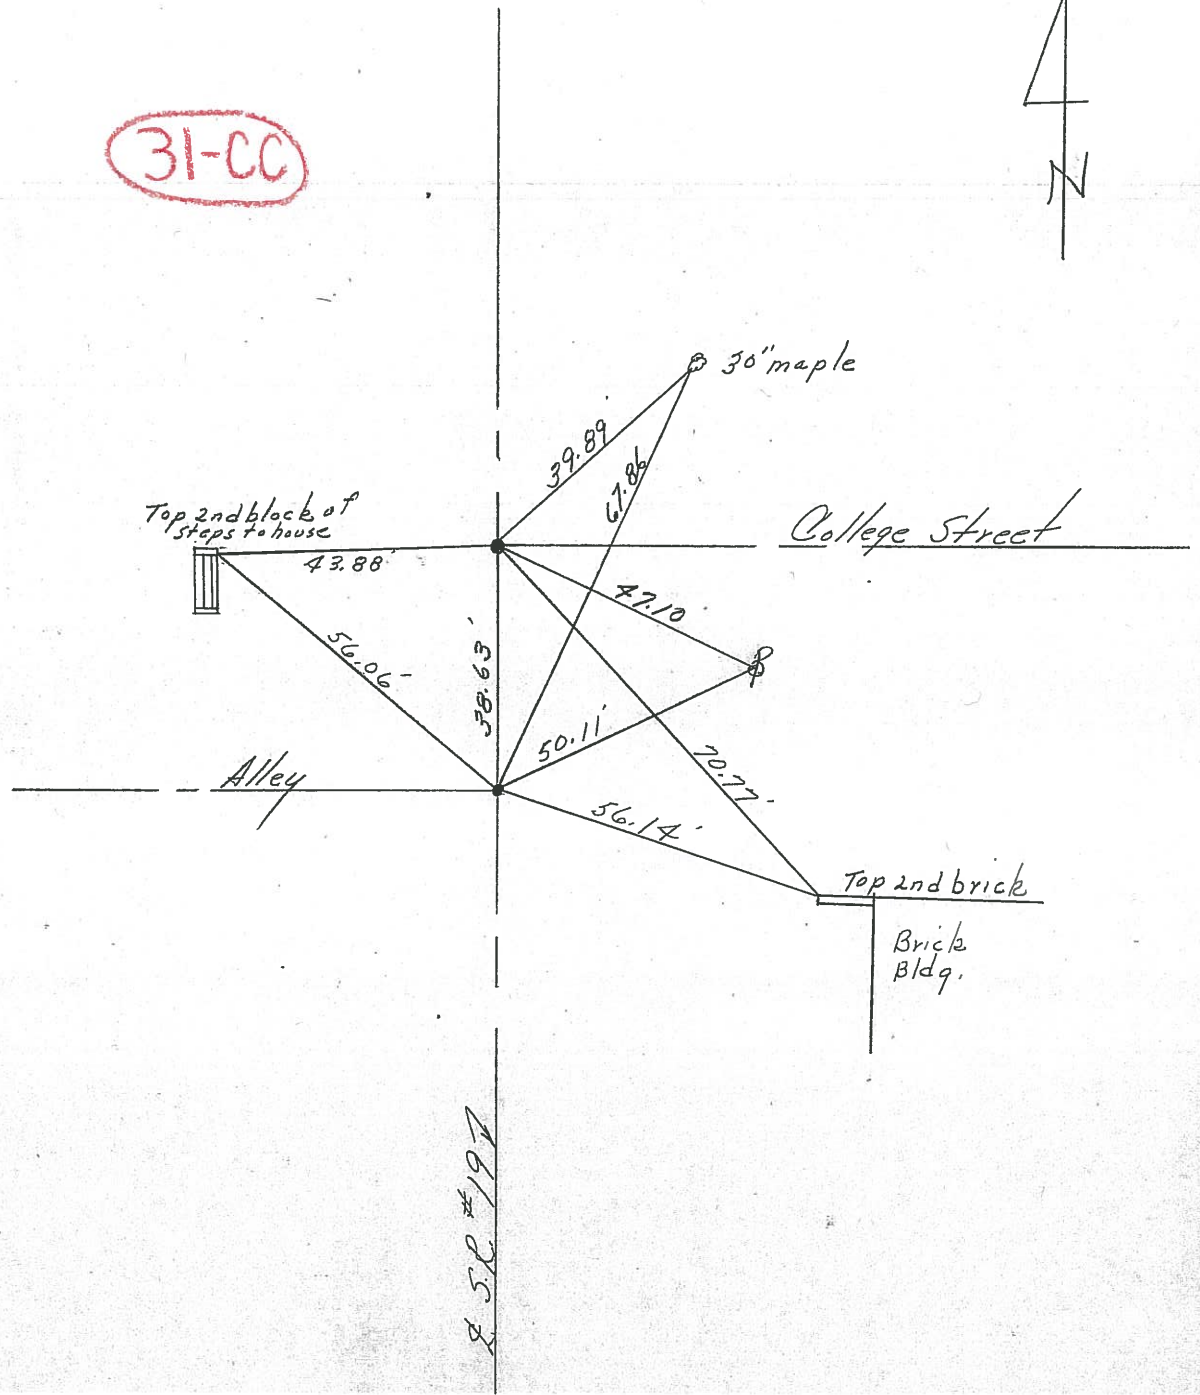 31-CC
N
30" maple
39.89
67.86
Top 2nd block of
steps to house
43.88'
College Street
47.10
56.06'
38.63'
P
50.11'
Alley
70.77'
56.14'
Top 2nd brick
Brick
Bldg.
℄ S.R. #197